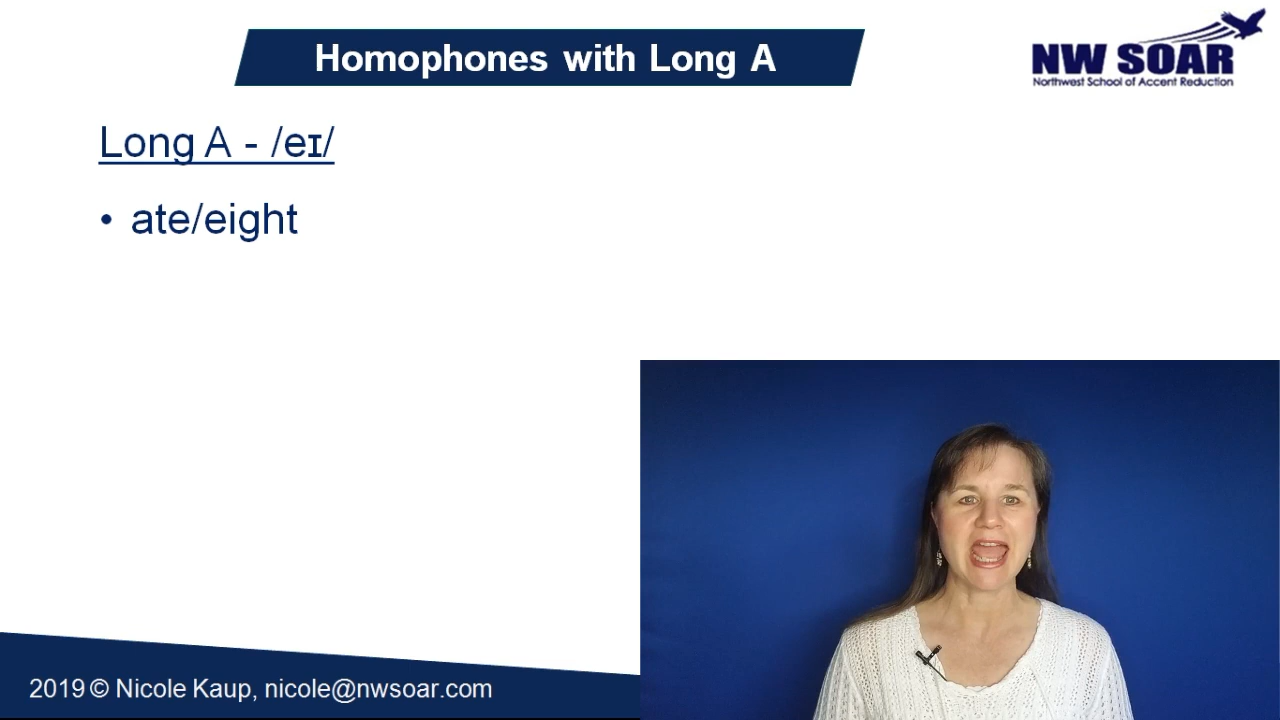 Homophones with Long A
NW SOAR
Northwest School of Accent Reduction
Long A - /eɪ/
• ate/eight
2019 © Nicole Kaup, nicole@nwsoar.com